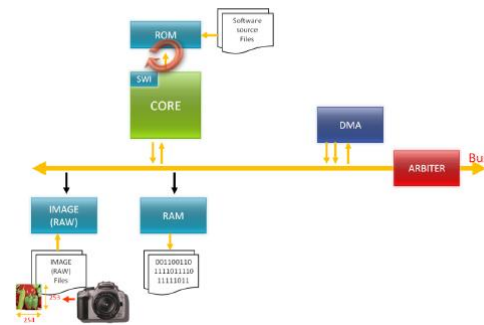 Software
source
Files
ROM
SWI
CORE
DMA
Bu
ARBITER
IMAGE
(RAW)
RAM
IMAGE
(RAW)
Files
001100110
1111011110
11111011
254